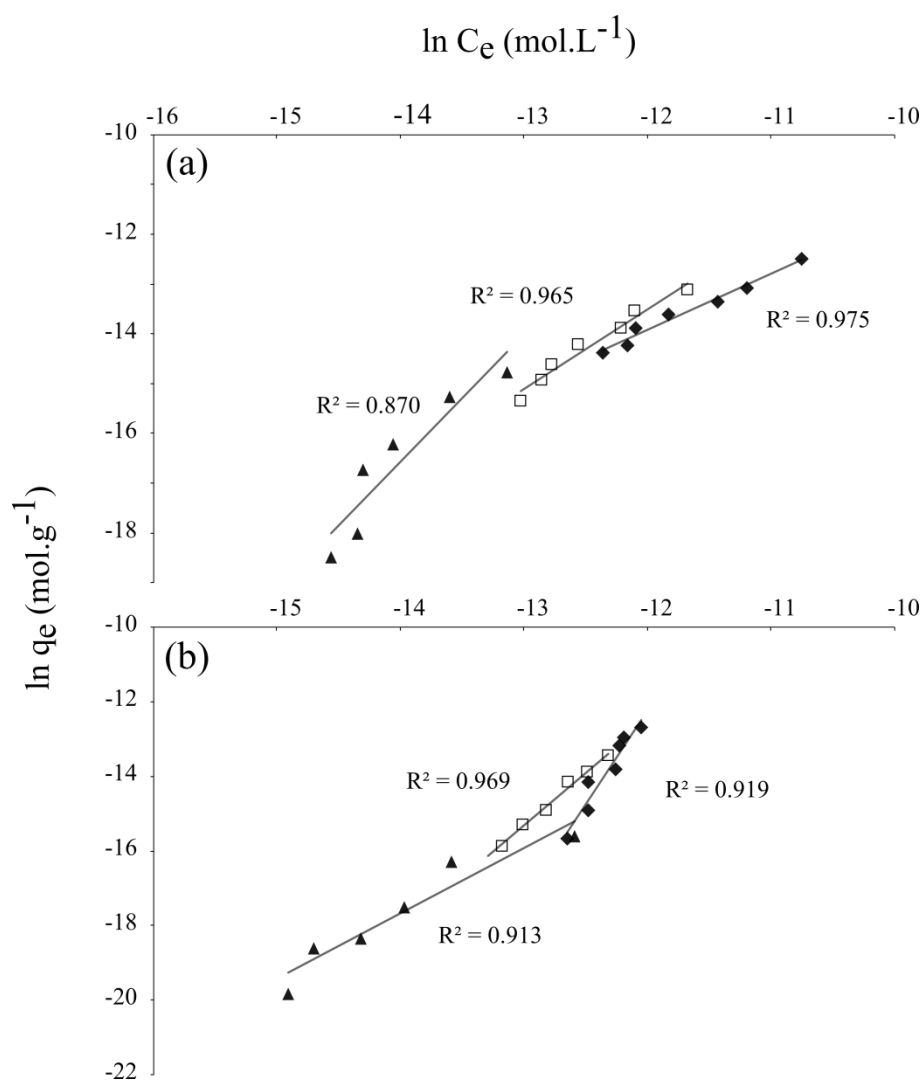 ln Cₑ (mol.L⁻¹)
-16 -15 -14 -13 -12 -11 -10
-10
(a)
-12
R² = 0.965
-14
R² = 0.975
R² = 0.870
-16
-18
ln qₑ (mol.g⁻¹)
-15 -14 -13 -12 -11 -10
-10
(b)
-12
-14
R² = 0.969
R² = 0.919
-16
-18
R² = 0.913
-20
-22